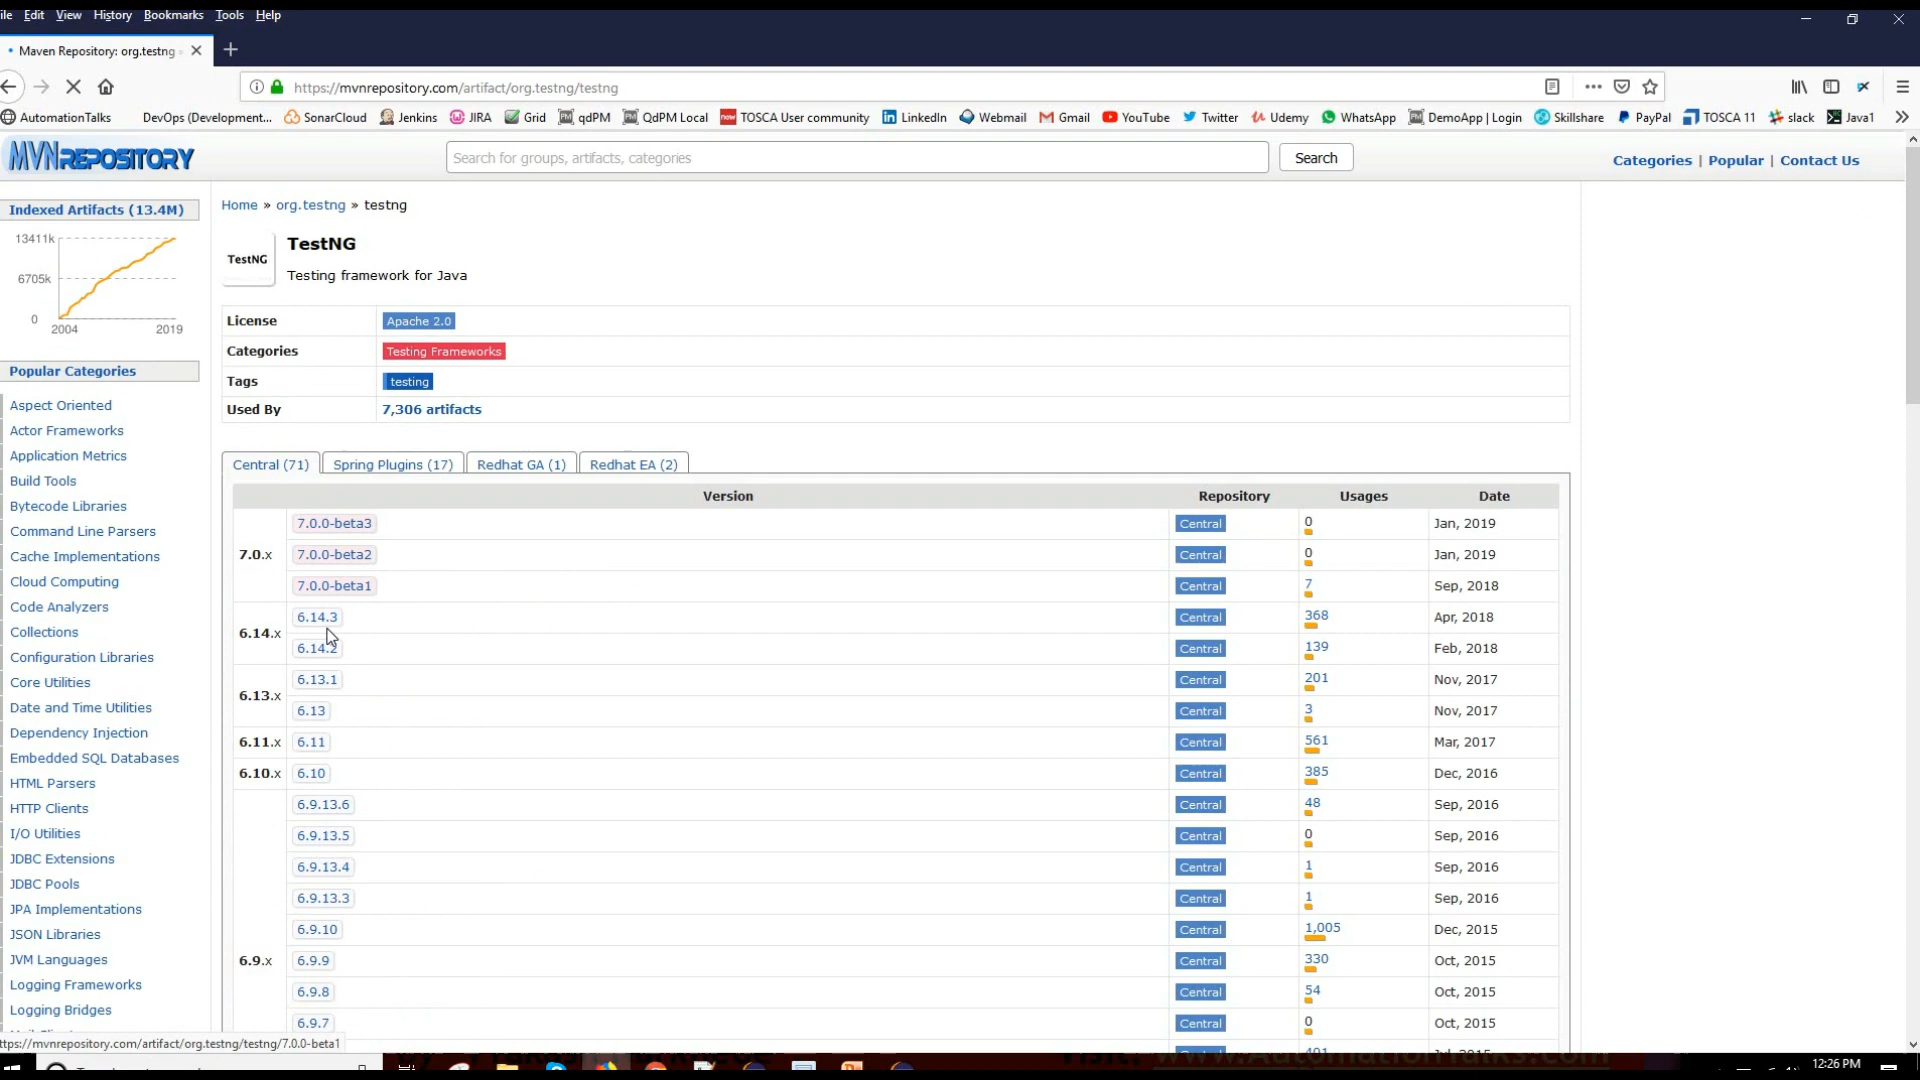 ile Edit View History Bookmarks Tools Help
Maven Repository: org.testng
https://mvnrepository.com/artifact/org.testng/testng
AutomationTalks DevOps (Development... SonarCloud Jenkins JIRA Grid qdPM QdPM Local TOSCA User community LinkedIn Webmail Gmail YouTube Twitter Udemy WhatsApp DemoApp | Login Skillshare PayPal TOSCA 11 slack Java1
MVNREPOSITORY Search for groups, artifacts, categories Search Categories | Popular | Contact Us
Indexed Artifacts (13.4M)
13411k
6705k
0
2004 2019
Popular Categories
Aspect Oriented
Actor Frameworks
Application Metrics
Build Tools
Bytecode Libraries
Command Line Parsers
Cache Implementations
Cloud Computing
Code Analyzers
Collections
Configuration Libraries
Core Utilities
Date and Time Utilities
Dependency Injection
Embedded SQL Databases
HTML Parsers
HTTP Clients
I/O Utilities
JDBC Extensions
JDBC Pools
JPA Implementations
JSON Libraries
JVM Languages
Logging Frameworks
Logging Bridges
Home » org.testng » testng
TestNG
TestNG
Testing framework for Java
License Apache 2.0
Categories Testing Frameworks
Tags testing
Used By 7,306 artifacts
Central (71) Spring Plugins (17) Redhat GA (1) Redhat EA (2)
Version Repository Usages Date
7.0.x
7.0.0-beta3 Central 0 Jan, 2019
7.0.0-beta2 Central 0 Jan, 2019
7.0.0-beta1 Central 7 Sep, 2018
6.14.x
6.14.3 Central 368 Apr, 2018
6.14.2 Central 139 Feb, 2018
6.13.x
6.13.1 Central 201 Nov, 2017
6.13 Central 3 Nov, 2017
6.11.x 6.11 Central 561 Mar, 2017
6.10.x 6.10 Central 385 Dec, 2016
6.9.x
6.9.13.6 Central 48 Sep, 2016
6.9.13.5 Central 0 Sep, 2016
6.9.13.4 Central 1 Sep, 2016
6.9.13.3 Central 1 Sep, 2016
6.9.10 Central 1,005 Dec, 2015
6.9.9 Central 330 Oct, 2015
6.9.8 Central 54 Oct, 2015
6.9.7 Central 0 Oct, 2015
ttps://mvnrepository.com/artifact/org.testng/testng/7.0.0-beta1
www.AutomationTalks.com
12:26 PM